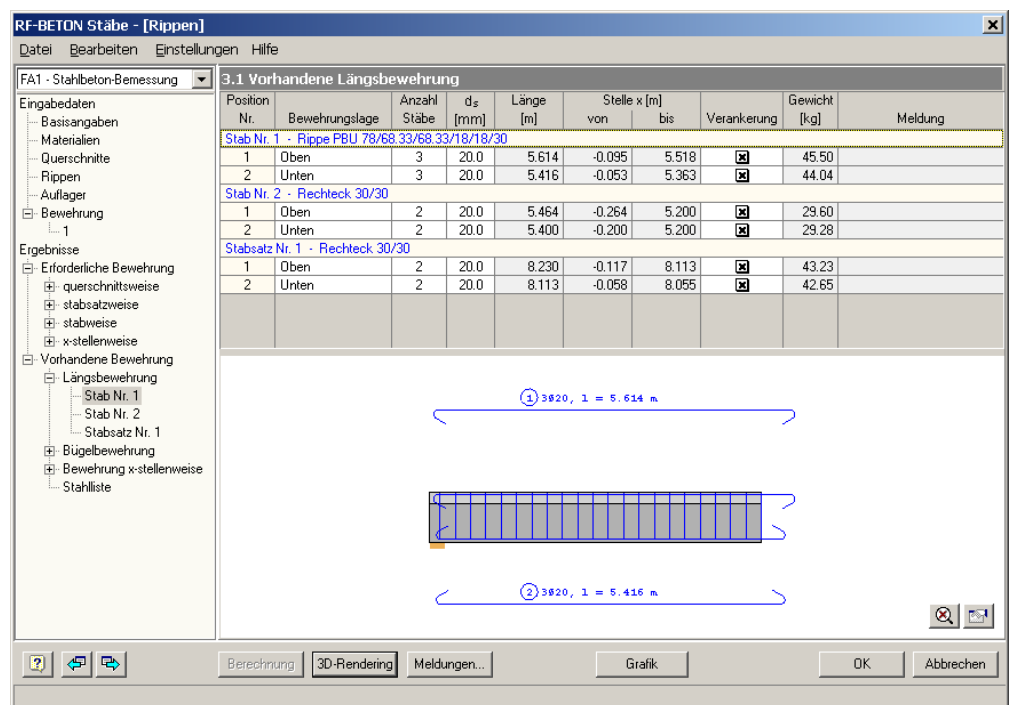 RF-BETON Stäbe - [Rippen]
Datei Bearbeiten Einstellungen Hilfe
FA1 - Stahlbeton-Bemessung
Eingabedaten
Basisangaben
Materialien
Querschnitte
Rippen
Auflager
Bewehrung
1
Ergebnisse
Erforderliche Bewehrung
querschnittsweise
stabsatzweise
stabweise
x-stellenweise
Vorhandene Bewehrung
Längsbewehrung
Stab Nr. 1
Stab Nr. 2
Stabsatz Nr. 1
Bügelbewehrung
Bewehrung x-stellenweise
Stahlliste
3.1 Vorhandene Längsbewehrung
Position Anzahl ds Länge Stelle x [m] Gewicht
Nr. Bewehrungslage Stäbe [mm] [m] von bis Verankerung [kg] Meldung
Stab Nr. 1 - Rippe PBU 78/68.33/68.33/18/18/30
1 Oben 3 20.0 5.614 -0.095 5.518 45.50
2 Unten 3 20.0 5.416 -0.053 5.363 44.04
Stab Nr. 2 - Rechteck 30/30
1 Oben 2 20.0 5.464 -0.264 5.200 29.60
2 Unten 2 20.0 5.400 -0.200 5.200 29.28
Stabsatz Nr. 1 - Rechteck 30/30
1 Oben 2 20.0 8.230 -0.117 8.113 43.23
2 Unten 2 20.0 8.113 -0.058 8.055 42.65
1 3ø20, l = 5.614 m
2 3ø20, l = 5.416 m
Berechnung 3D-Rendering Meldungen... Grafik OK Abbrechen